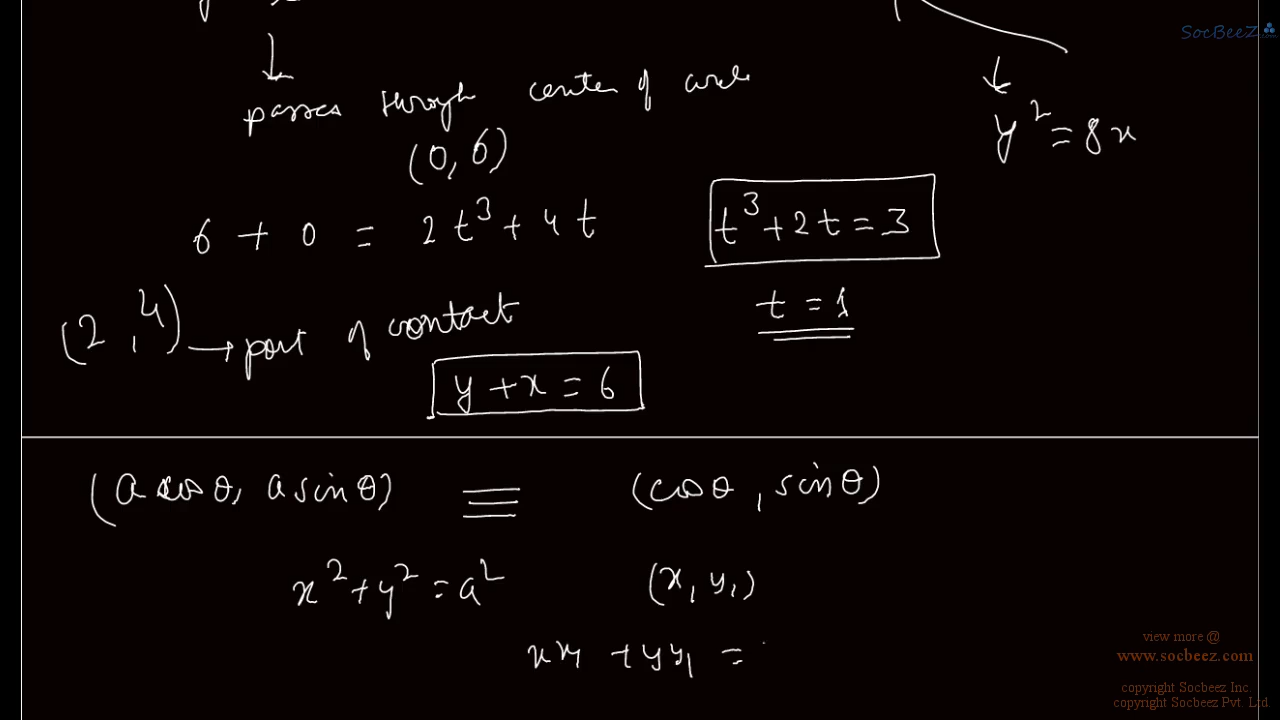 SocBeeZ
passes through center of circle
y² = 8x
(0, 6)
6 + 0 = 2t³ + 4t
t³ + 2t = 3
t = 1
(2, 4) → point of contact
y + x = 6
(a cos θ, a sin θ) ≡ (cos θ, sin θ)
x² + y² = a² (x₁ y₁)
xx₁ + yy₁ =
view more @
www.socbeez.com
copyright Socbeez Inc.
copyright Socbeez Pvt. Ltd.